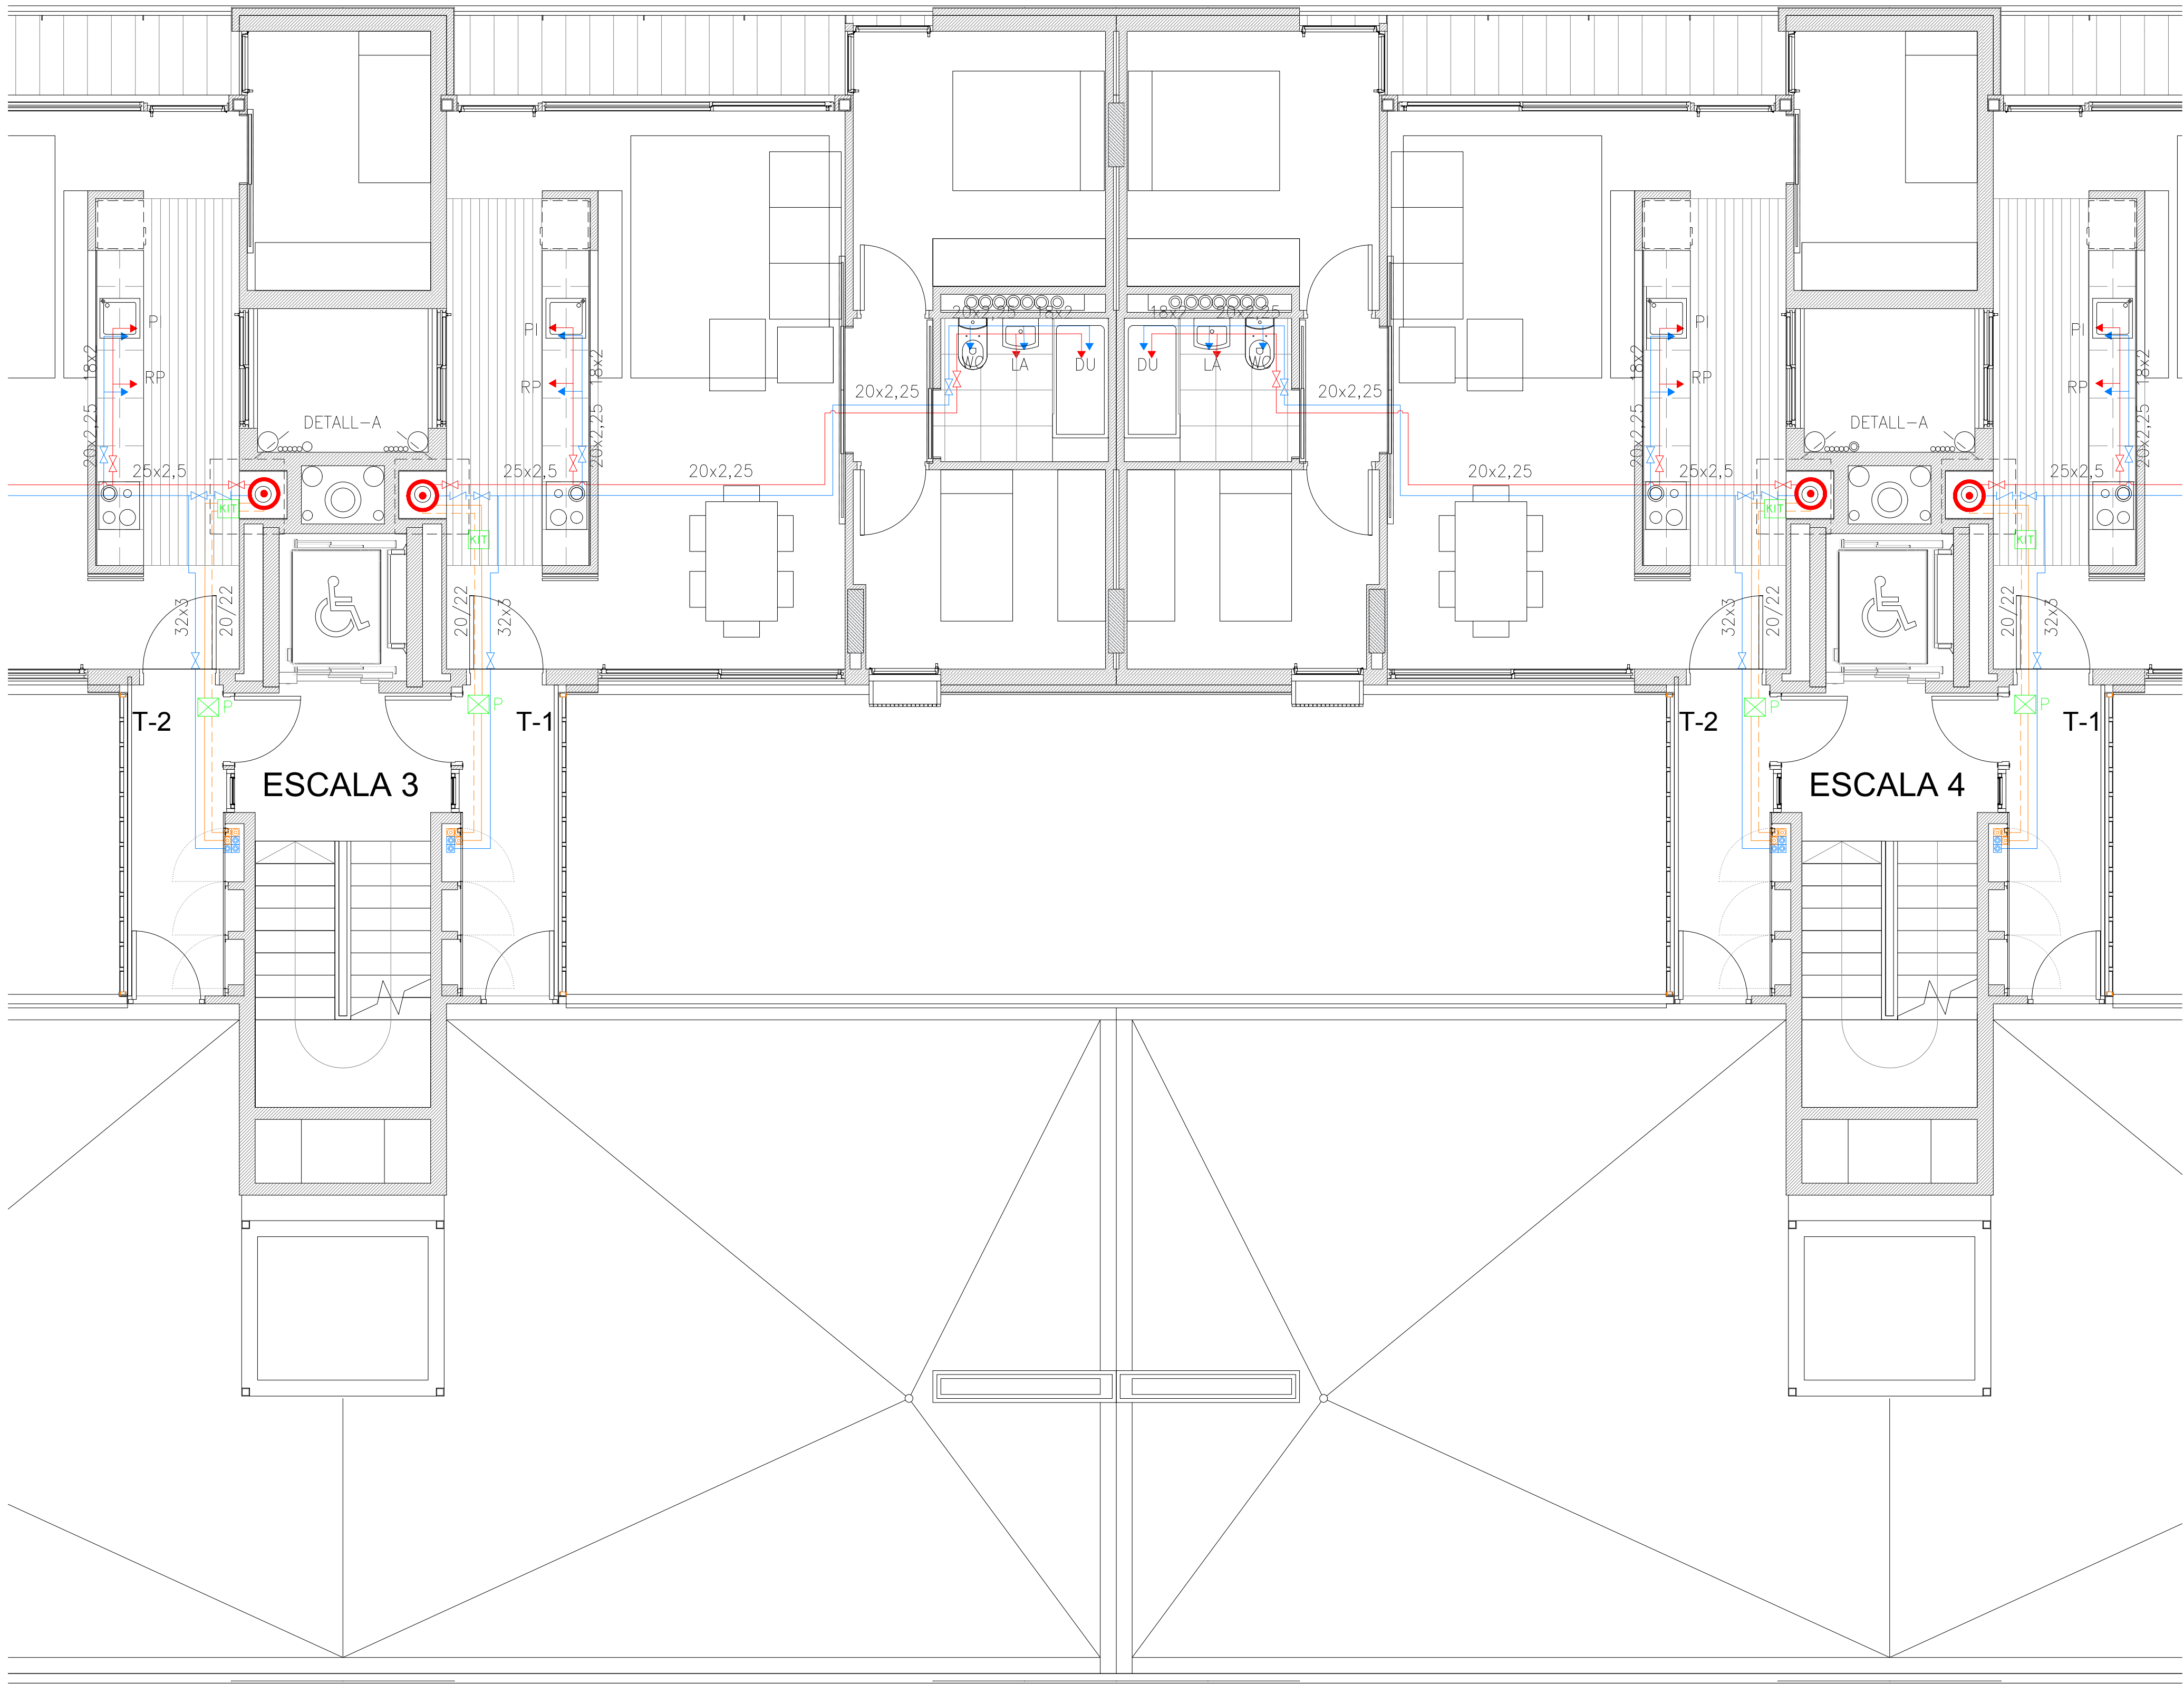 20x2,25 18x2 18x2 20x2,25
PI PI PI PI
18x2 18x2 WC LA DU DU LA WC 18x2 18x2
RP RP RP RP
20x2,25 20x2,25
DETALL-A DETALL-A
20x2,25 20x2,25 20x2,25 20x2,25
25x2,5 25x2,5 20x2,25 20x2,25 25x2,5 25x2,5
KIT KIT
KIT KIT
32x3 20/22 20/22 32x3 32x3 20/22 20/22 32x3
P P P P
T-2 T-1 T-2 T-1
ESCALA 3 ESCALA 4